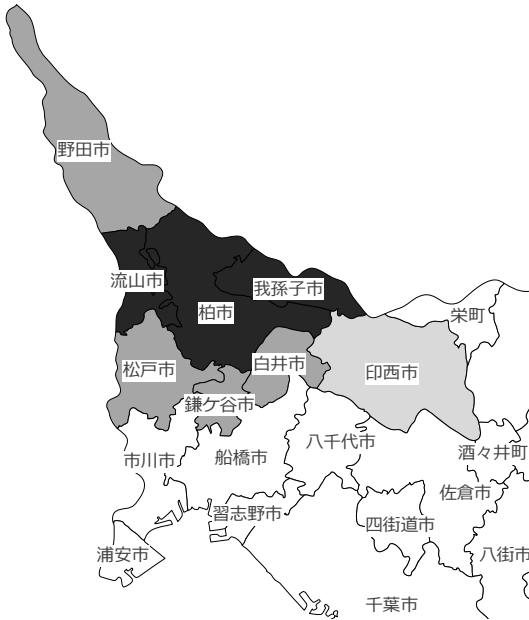 野田市
流山市
我孫子市
柏市
栄町
松戸市
白井市
印西市
鎌ケ谷市
八千代市
市川市
船橋市
酒々井町
佐倉市
習志野市
四街道市
浦安市
八街市
千葉市